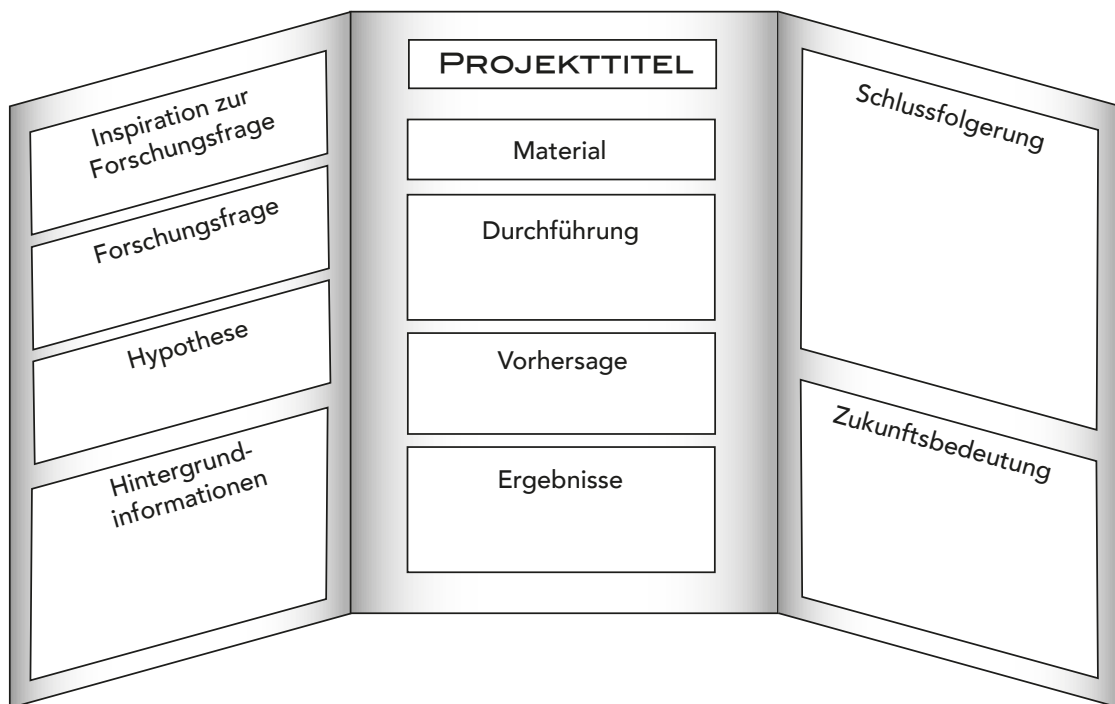 Inspiration zur
Forschungsfrage
Forschungsfrage
Hypothese
Hintergrund-
informationen
PROJEKTTITEL
Material
Durchführung
Vorhersage
Ergebnisse
Schlussfolgerung
Zukunftsbedeutung